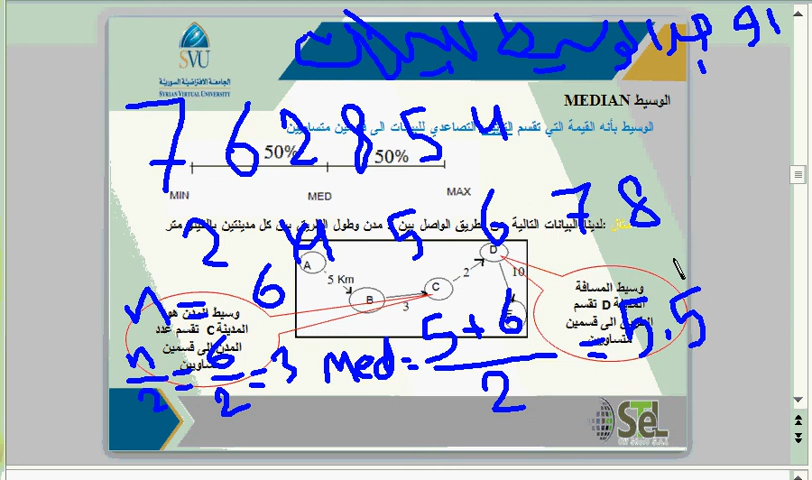 أوجد الوسيط للبيانات
SVU
الجامعة الافتراضية السورية
SYRIAN VIRTUAL UNIVERSITY
الوسيط MEDIAN
الوسيط بأنه القيمة التي تقسم الترتيب التصاعدي للبيانات الى قسمين متساويين
7 6 2 8 5 4
50% 50%
MIN MED MAX
مثال :لدينا البيانات التالية عن طريق الواصل بين مدن وطول الطريق بين كل مدينتين بالكيلو متر
2 4 5 6 7 8
A
5 Km
B
3
C
2
D
10
وسيط المسافة
المدينة D تقسم
الطريق الى قسمين
متساويين
وسيط المدن هو
المدينة C تقسم عدد
المدن الى قسمين
متساويين
n = 6
n/2 = 6/2 = 3
Med = 5+6/2 = 5.5
STeL